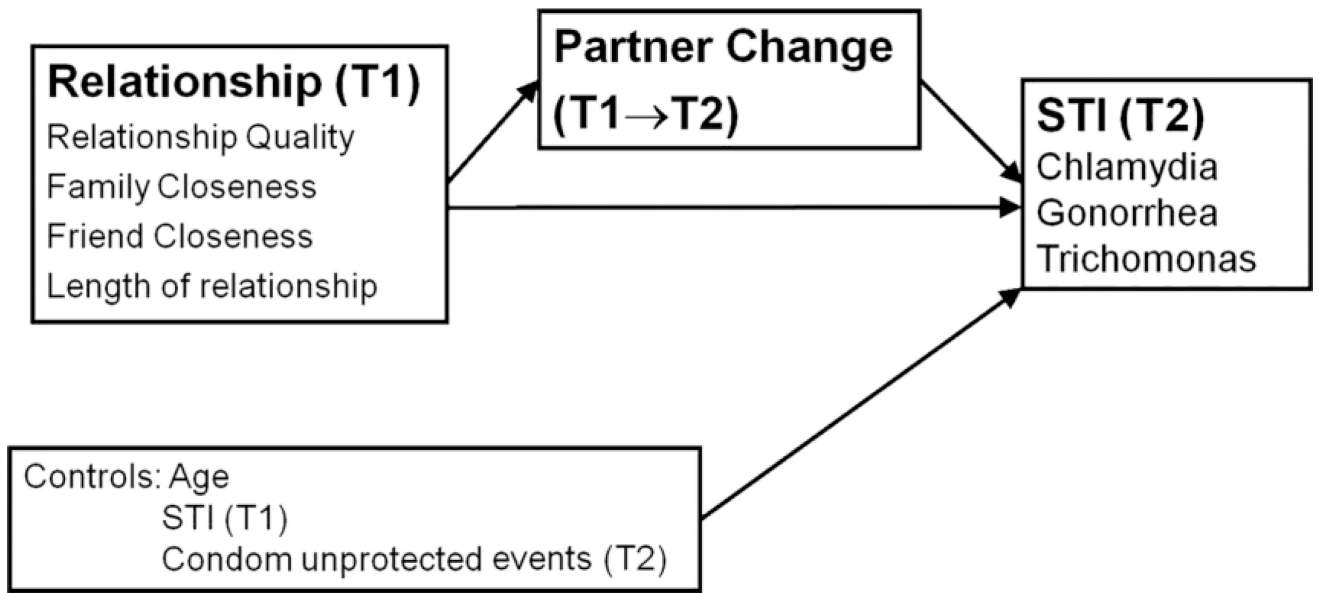 Relationship (T1)
Relationship Quality
Family Closeness
Friend Closeness
Length of relationship
Partner Change
(T1→T2)
STI (T2)
Chlamydia
Gonorrhea
Trichomonas
Controls: Age
STI (T1)
Condom unprotected events (T2)